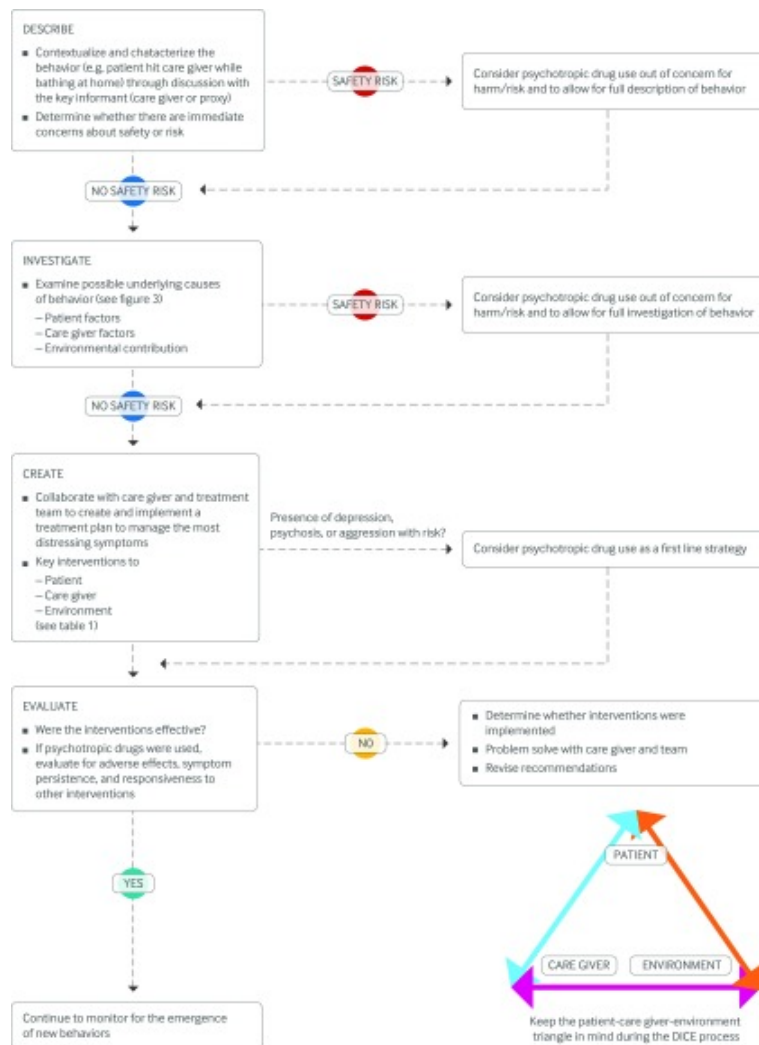 DESCRIBE
■ Contextualize and chatacterize the
behavior (e.g. patient hit care giver while
bathing at home) through discussion with
the key informant (care giver or proxy)
■ Determine whether there are immediate
concerns about safety or risk
SAFETY RISK
Consider psychotropic drug use out of concern for
harm/risk and to allow for full description of behavior
NO SAFETY RISK
INVESTIGATE
■ Examine possible underlying causes
of behavior (see figure 3)
– Patient factors
– Care giver factors
– Environmental contribution
SAFETY RISK
Consider psychotropic drug use out of concern for
harm/risk and to allow for full investigation of behavior
NO SAFETY RISK
CREATE
■ Collaborate with care giver and treatment
team to create and implement a
treatment plan to manage the most
distressing symptoms
■ Key interventions to
– Patient
– Care giver
– Environment
(see table 1)
Presence of depression,
psychosis, or aggression with risk?
Consider psychotropic drug use as a first line strategy
EVALUATE
■ Were the interventions effective?
■ If psychotropic drugs were used,
evaluate for adverse effects, symptom
persistence, and responsiveness to
other interventions
NO
■ Determine whether interventions were
implemented
■ Problem solve with care giver and team
■ Revise recommendations
YES
PATIENT
CARE GIVER
ENVIRONMENT
Continue to monitor for the emergence
of new behaviors
Keep the patient-care giver-environment
triangle in mind during the DICE process